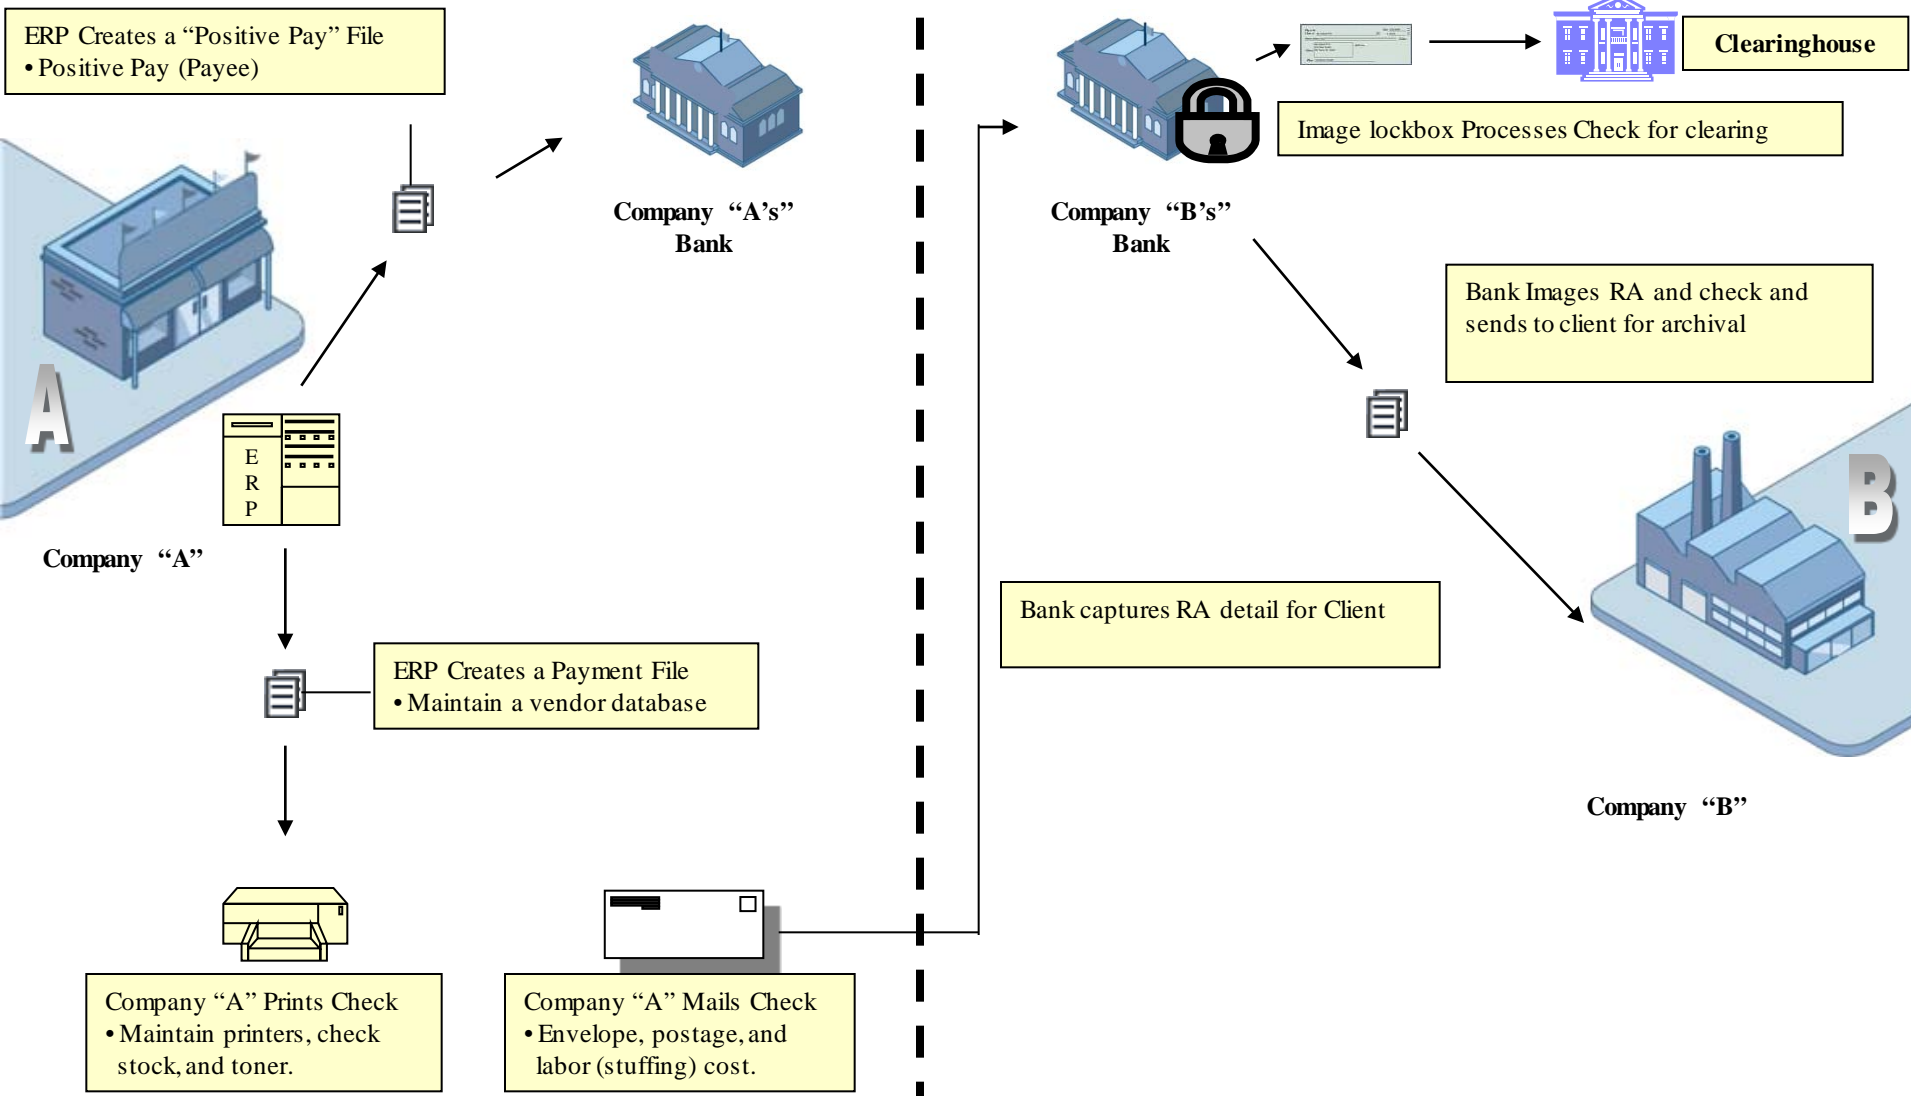 ERP Creates a “Positive Pay” File
• Positive Pay (Payee)
Company “A’s”
Bank
A
E
R
P
Company “A”
ERP Creates a Payment File
• Maintain a vendor database
Company “A” Prints Check
• Maintain printers, check
stock, and toner.
Company “A” Mails Check
• Envelope, postage, and
labor (stuffing) cost.
Clearinghouse
Image lockbox Processes Check for clearing
Company “B’s”
Bank
Bank Images RA and check and
sends to client for archival
B
Bank captures RA detail for Client
Company “B”